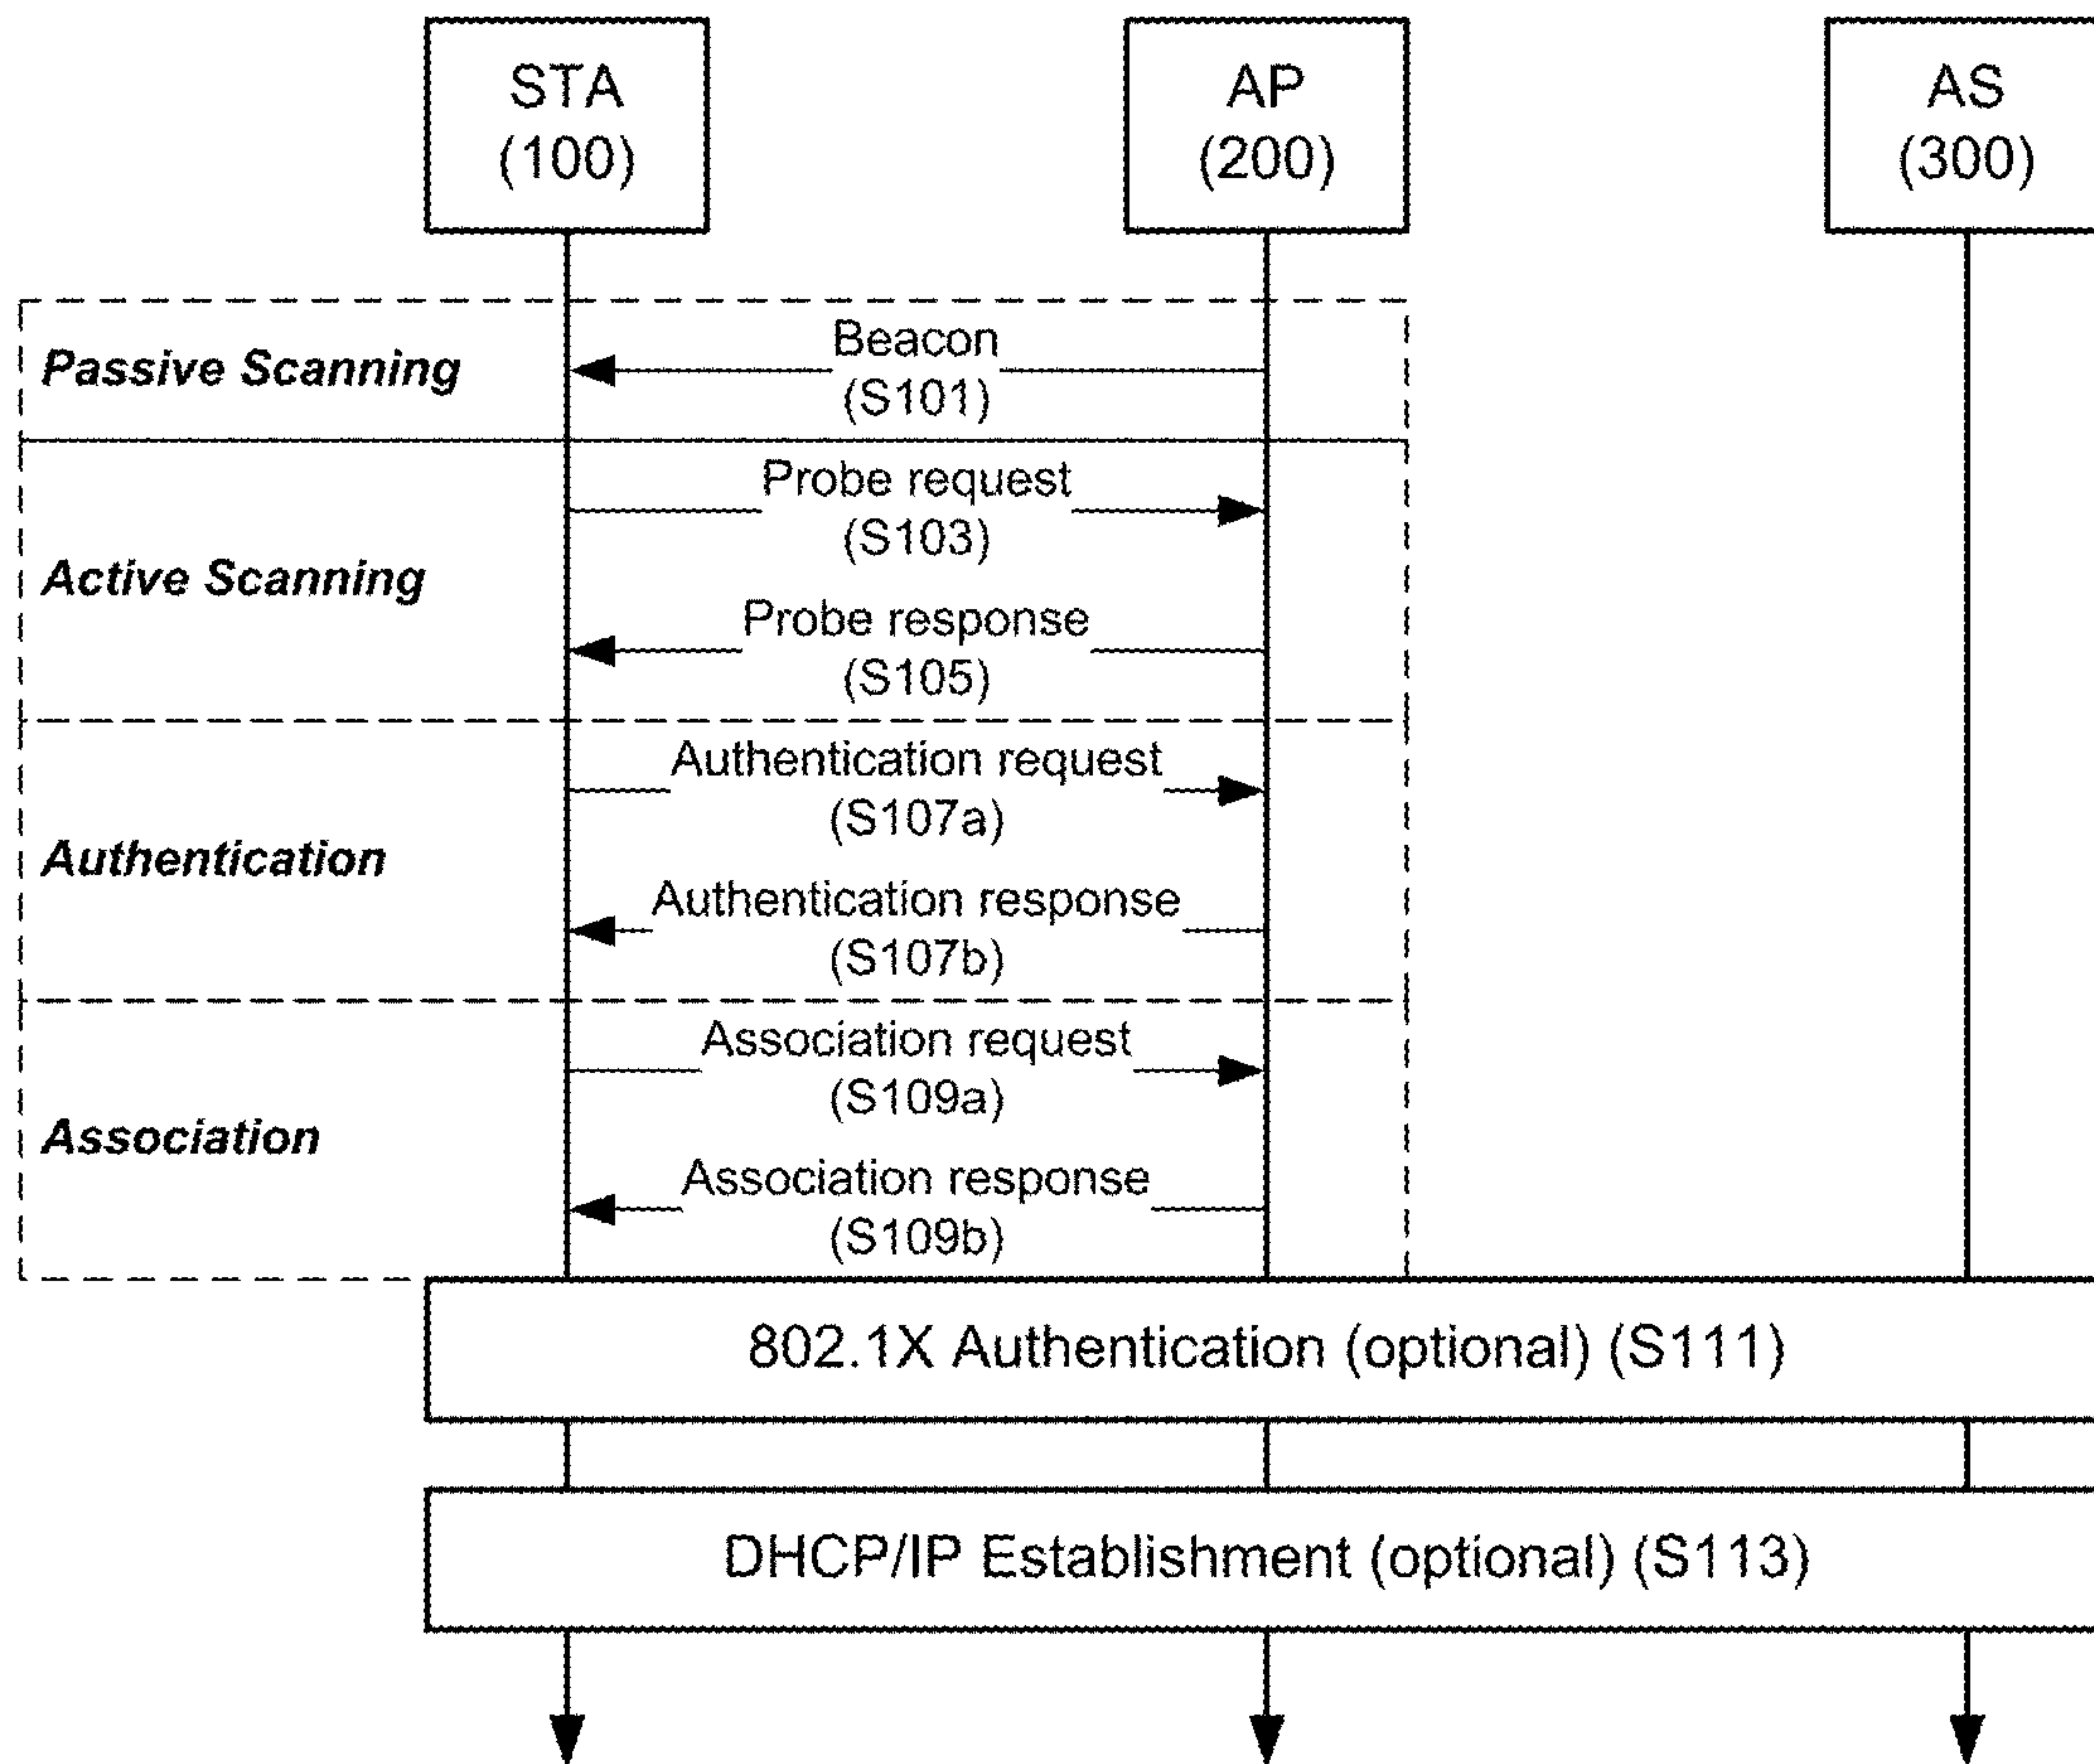 STA
(100)
AP
(200)
AS
(300)
Passive Scanning
Beacon
(S101)
Active Scanning
Probe request
(S103)
Probe response
(S105)
Authentication
Authentication request
(S107a)
Authentication response
(S107b)
Association
Association request
(S109a)
Association response
(S109b)
802.1X Authentication (optional) (S111)
DHCP/IP Establishment (optional) (S113)